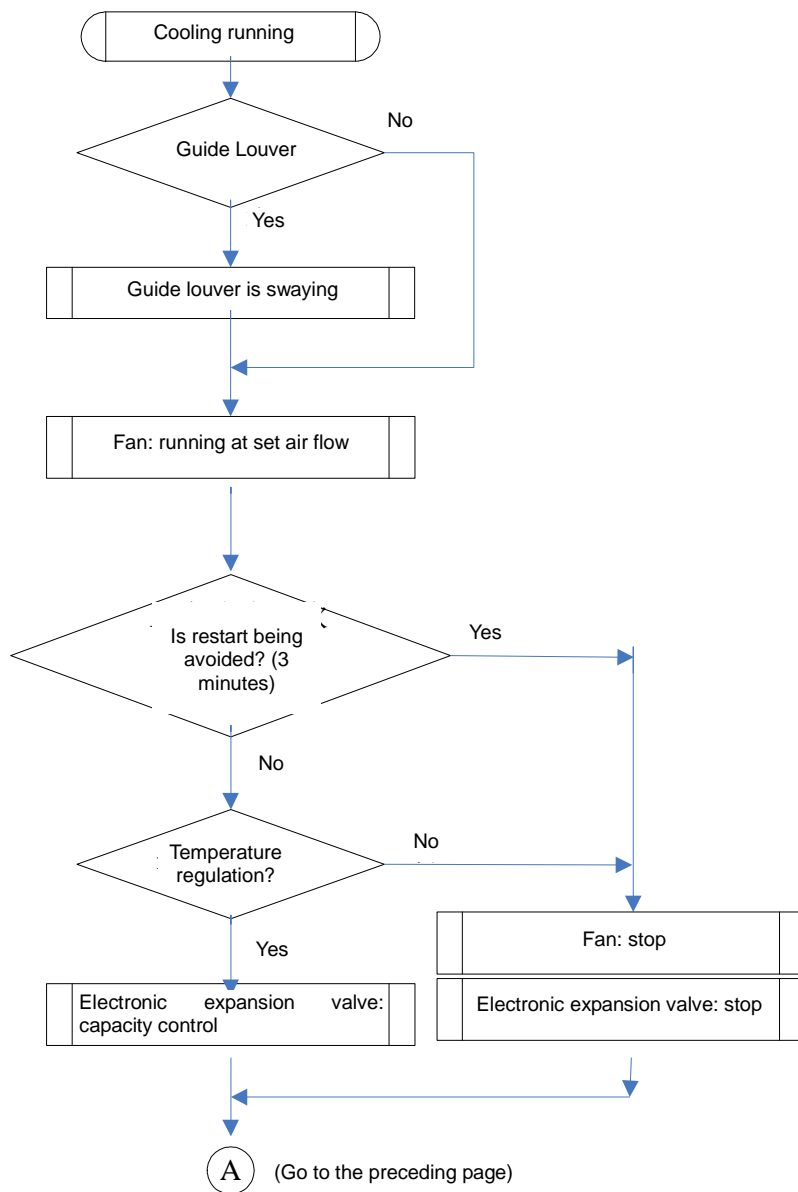 Cooling running
No
Guide Louver
Yes
Guide louver is swaying
Fan: running at set air flow
Is restart being
avoided? (3
minutes)
Yes
No
Temperature
regulation?
No
Yes
Fan: stop
Electronic expansion valve:
capacity control
Electronic expansion valve: stop
A
(Go to the preceding page)